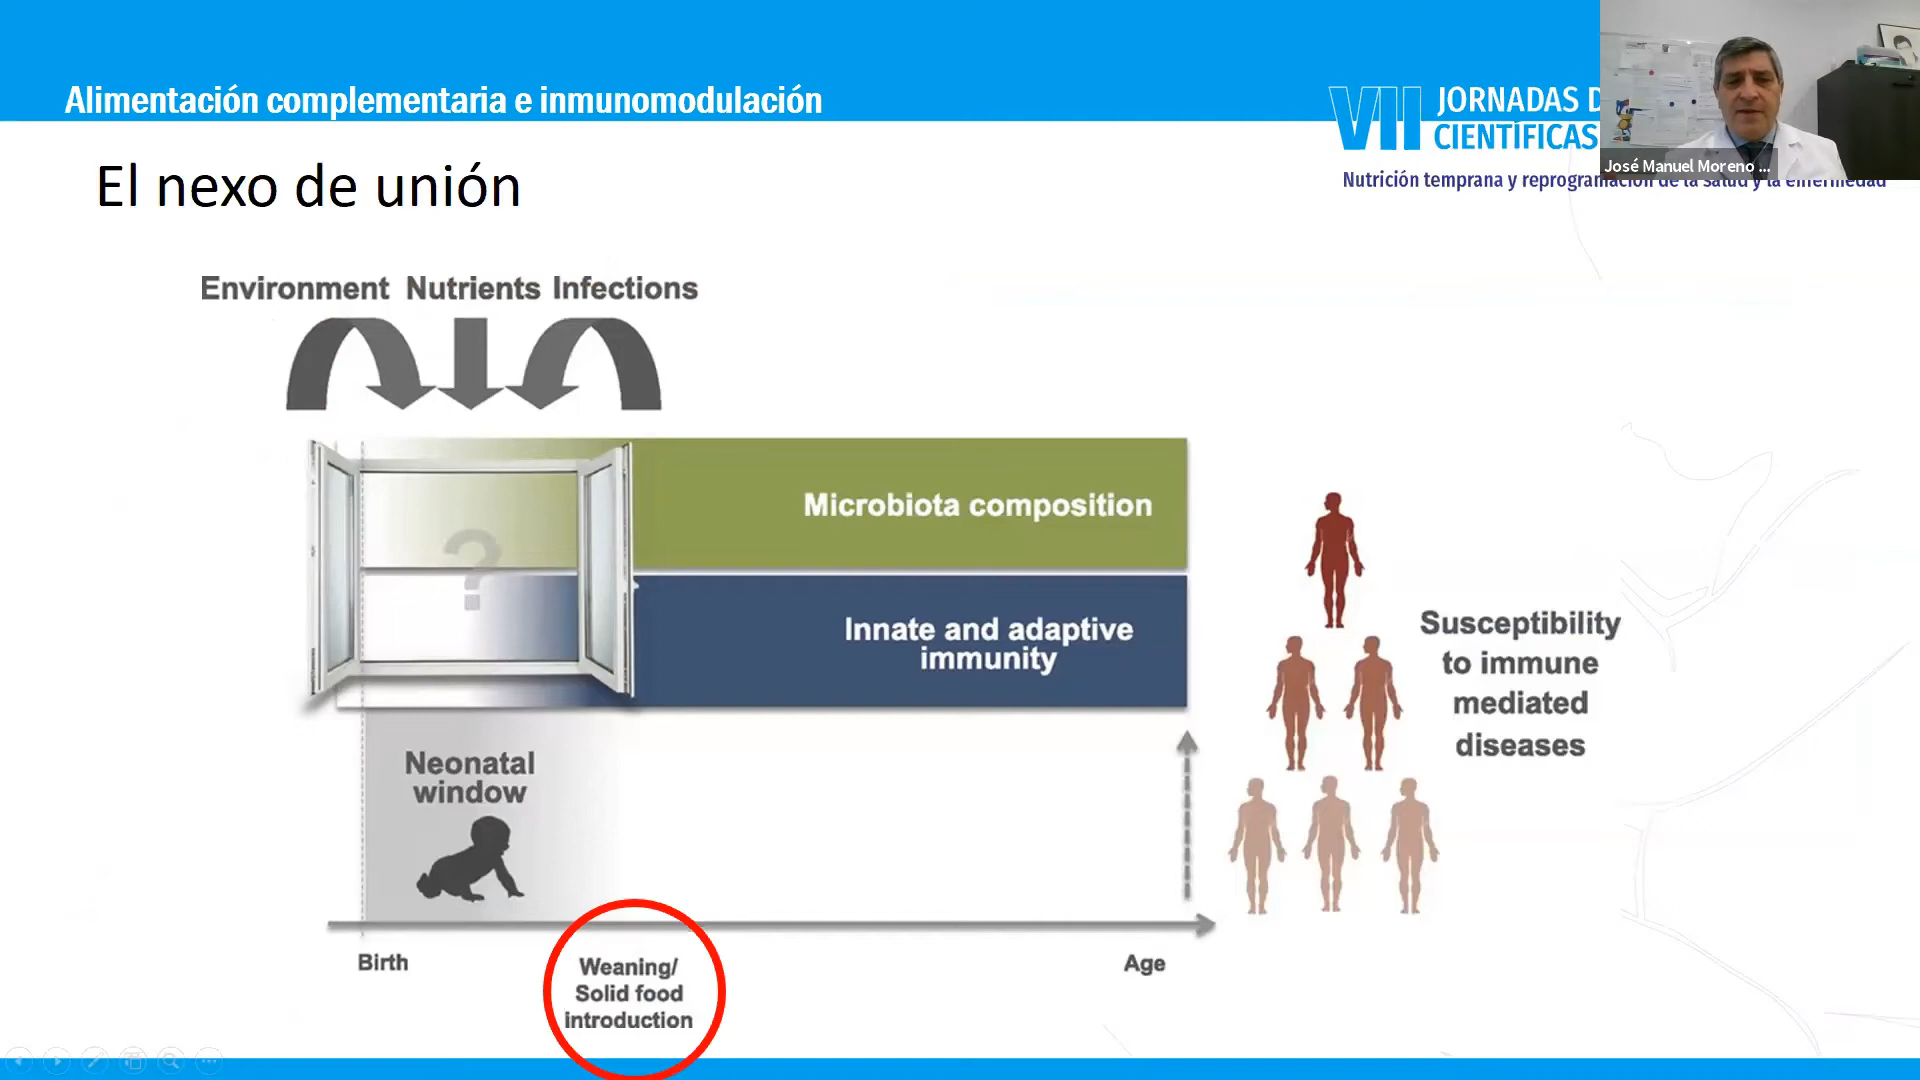 Alimentación complementaria e inmunomodulación
VII JORNADAS D
CIENTÍFICAS
Nutrición temprana y reprogramación de la salud y la enfermedad
José Manuel Moreno ...
El nexo de unión
Environment Nutrients Infections
?
Microbiota composition
Innate and adaptive
immunity
Susceptibility
to immune
mediated
diseases
Neonatal
window
Birth
Weaning/
Solid food
introduction
Age